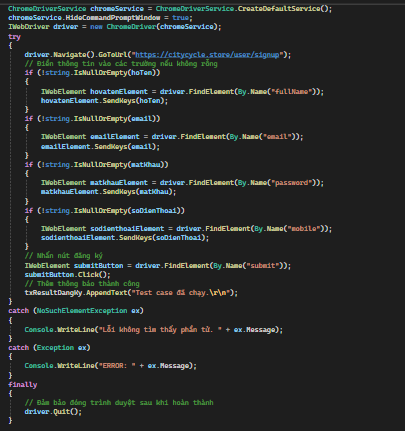 ChromeDriverService chromeService = ChromeDriverService.CreateDefaultService();
chromeService.HideCommandPromptWindow = true;
IWebDriver driver = new ChromeDriver(chromeService);
try
{
driver.Navigate().GoToUrl("https://citycycle.store/user/signup");
// Điền thông tin vào các trường nếu không rỗng
if (!string.IsNullOrEmpty(hoTen))
{
IWebElement hovatenElement = driver.FindElement(By.Name("fullName"));
hovatenElement.SendKeys(hoTen);
}
if (!string.IsNullOrEmpty(email))
{
IWebElement emailElement = driver.FindElement(By.Name("email"));
emailElement.SendKeys(email);
}
if (!string.IsNullOrEmpty(matKhau))
{
IWebElement matkhauElement = driver.FindElement(By.Name("password"));
matkhauElement.SendKeys(matKhau);
}
if (!string.IsNullOrEmpty(soDienThoai))
{
IWebElement sodienthoaiElement = driver.FindElement(By.Name("mobile"));
sodienthoaiElement.SendKeys(soDienThoai);
}
// Nhấn nút đăng ký
IWebElement submitButton = driver.FindElement(By.Name("submit"));
submitButton.Click();
// Thêm thông báo thành công
txResultDangKy.AppendText("Test case đã chạy.\r\n");
}
catch (NoSuchElementException ex)
{
Console.WriteLine("Lỗi không tìm thấy phần tử. " + ex.Message);
}
catch (Exception ex)
{
Console.WriteLine("ERROR: " + ex.Message);
}
finally
{
// Đảm bảo đóng trình duyệt sau khi hoàn thành
driver.Quit();
}